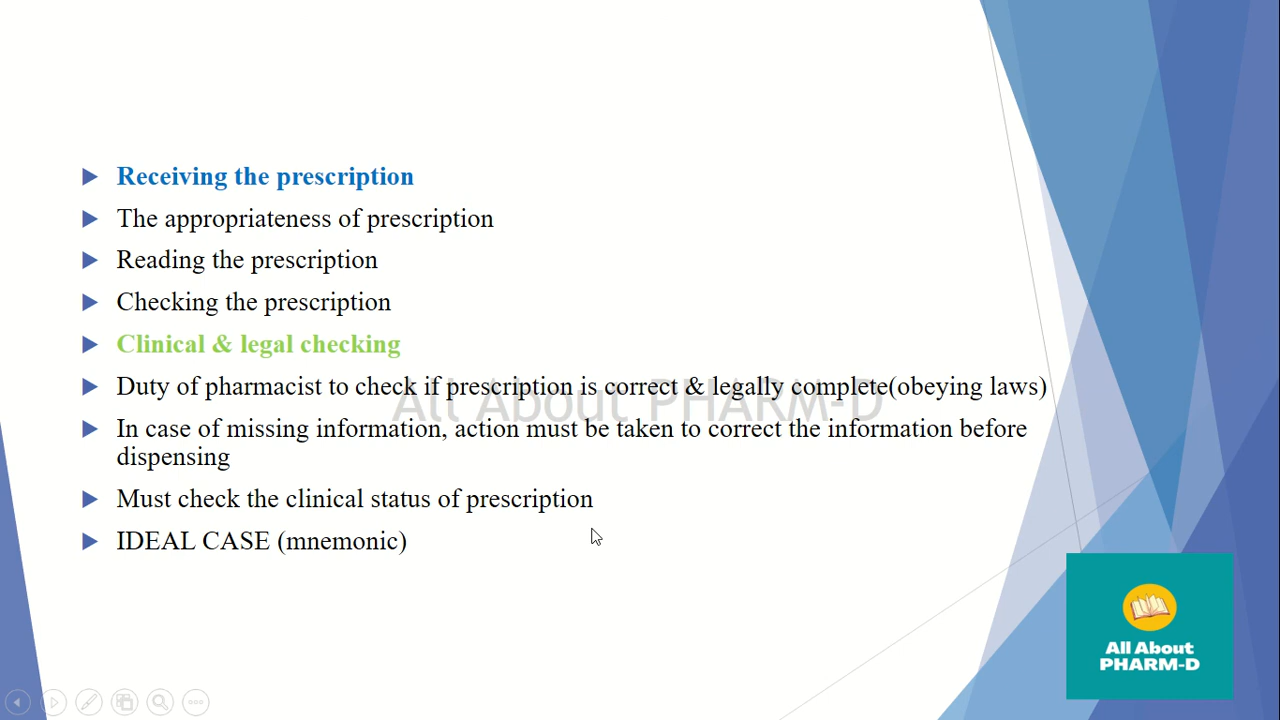 Receiving the prescription
The appropriateness of prescription
Reading the prescription
Checking the prescription
Clinical & legal checking
Duty of pharmacist to check if prescription is correct & legally complete(obeying laws)
All About PHARM-D
In case of missing information, action must be taken to correct the information before
dispensing
Must check the clinical status of prescription
IDEAL CASE (mnemonic)
All About
PHARM-D